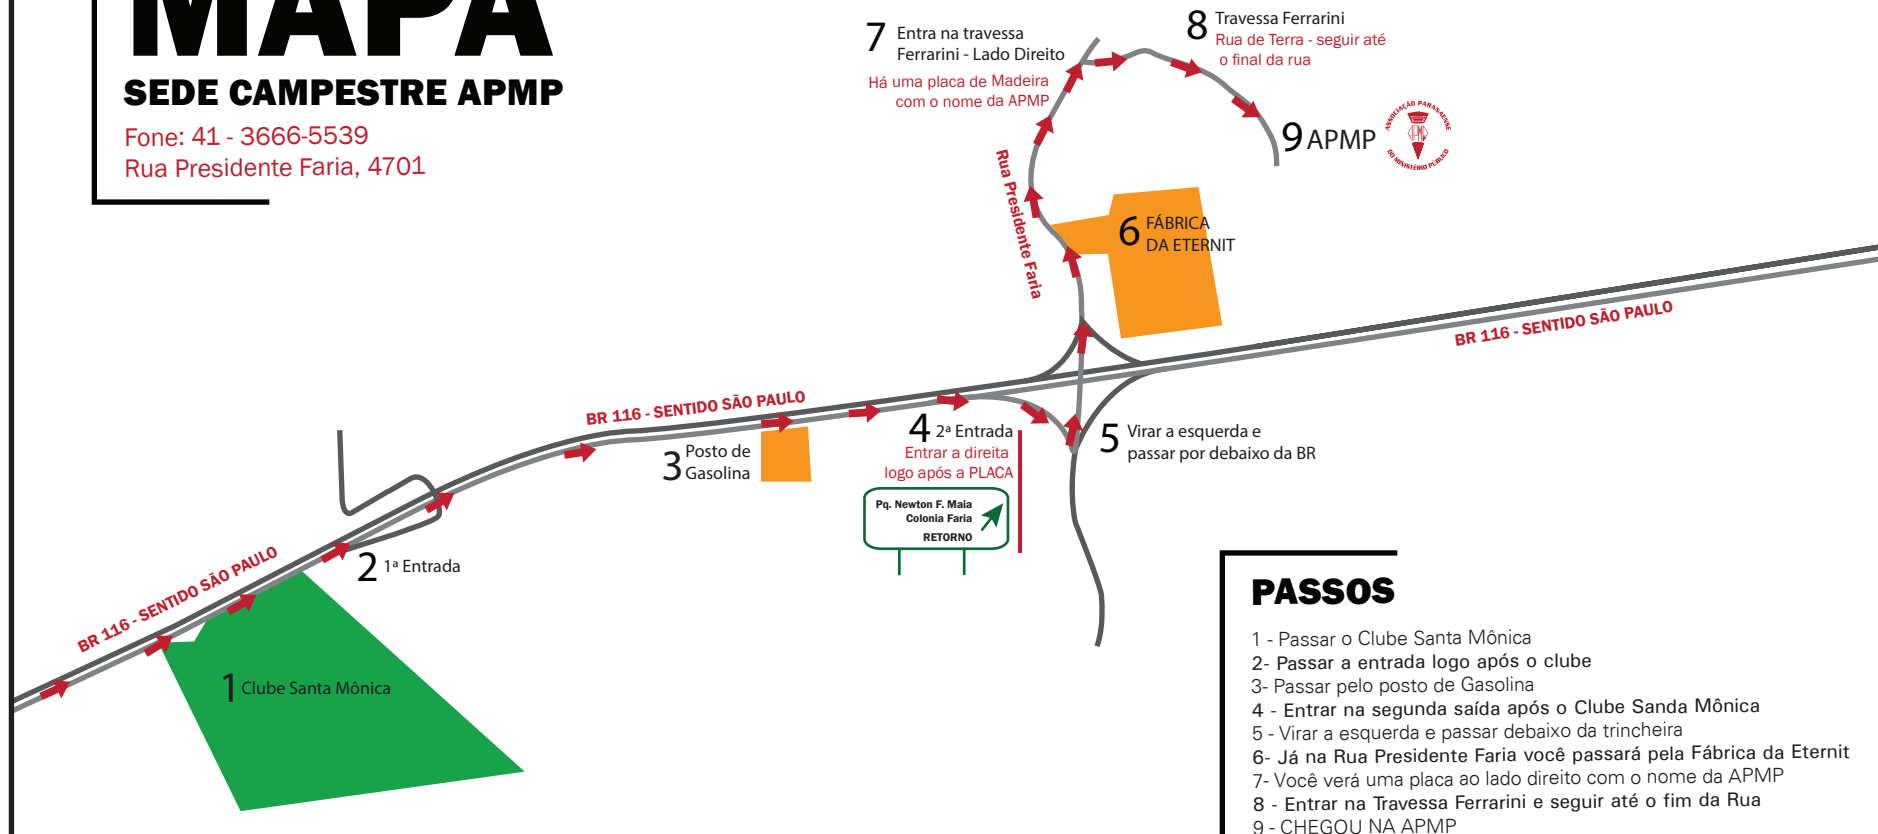 MAPA
SEDE CAMPESTRE APMP
Fone: 41 - 3666-5539
Rua Presidente Faria, 4701
7 Entra na travessa
Ferrarini - Lado Direito
Há uma placa de Madeira
com o nome da APMP
8 Travessa Ferrarini
Rua de Terra - seguir até
o final da rua
9 APMP
ASSOCIAÇÃO PARANAENSE
APMP
DO MINISTÉRIO PÚBLICO
Rua Presidente Faria
6 FÁBRICA
DA ETERNIT
BR 116 - SENTIDO SÃO PAULO
BR 116 - SENTIDO SÃO PAULO
3 Posto de
Gasolina
4 2ª Entrada
Entrar a direita
logo após a PLACA
Pq. Newton F. Maia
Colonia Faria
RETORNO
5 Virar a esquerda e
passar por debaixo da BR
2 1ª Entrada
BR 116 - SENTIDO SÃO PAULO
1 Clube Santa Mônica
PASSOS
1 - Passar o Clube Santa Mônica
2- Passar a entrada logo após o clube
3- Passar pelo posto de Gasolina
4 - Entrar na segunda saída após o Clube Sanda Mônica
5 - Virar a esquerda e passar debaixo da trincheira
6- Já na Rua Presidente Faria você passará pela Fábrica da Eternit
7- Você verá uma placa ao lado direito com o nome da APMP
8 - Entrar na Travessa Ferrarini e seguir até o fim da Rua
9 - CHEGOU NA APMP